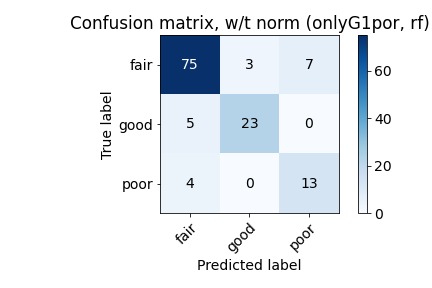 Confusion matrix, w/t norm (onlyG1por, rf)
True label
fair 75 3 7
good 5 23 0
poor 4 0 13
fair good poor
Predicted label
60
40
20
0